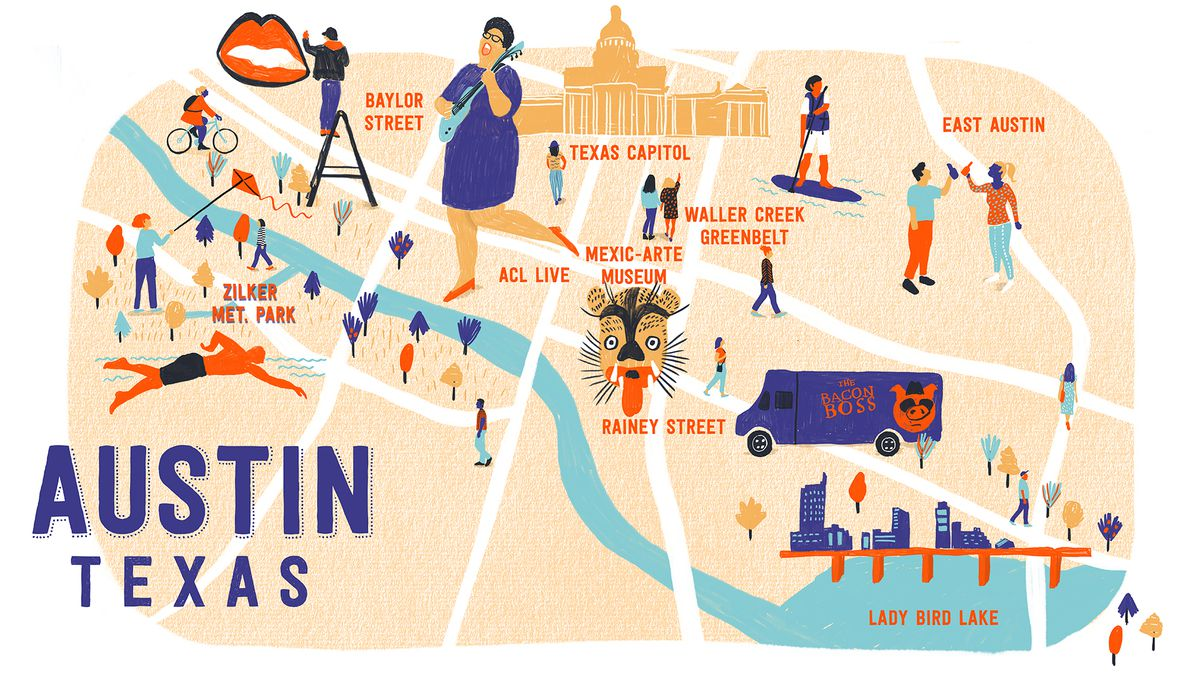 BAYLOR
STREET
TEXAS CAPITOL
EAST AUSTIN
WALLER CREEK
GREENBELT
MEXIC-ARTE
MUSEUM
ACL LIVE
ZILKER
MET. PARK
THE
BACON
BOSS
RAINEY STREET
AUSTIN
TEXAS
LADY BIRD LAKE